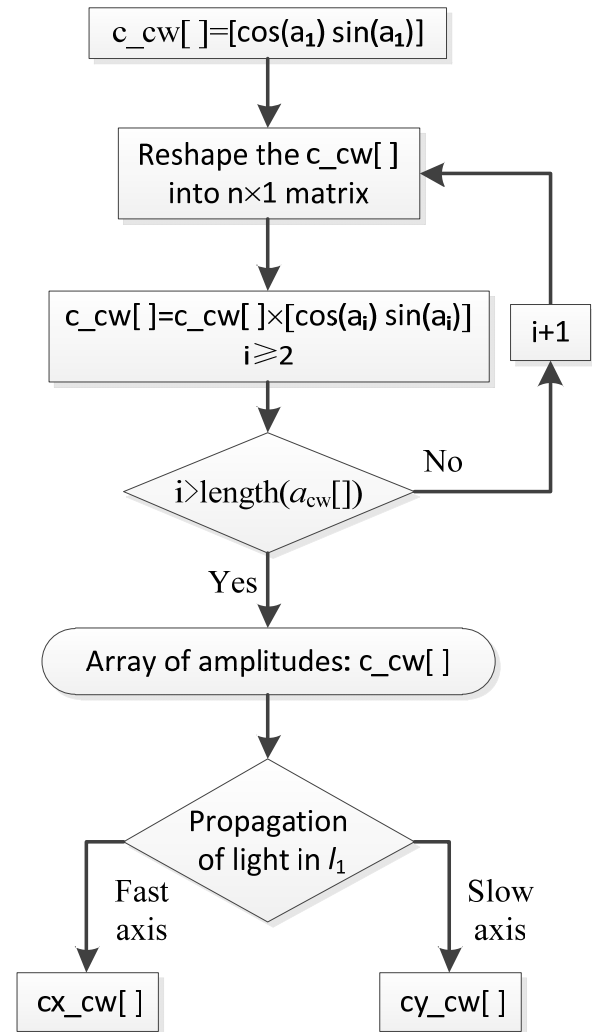 c_cw[ ]=[cos(a₁) sin(a₁)]
Reshape the c_cw[ ]
into n×1 matrix
c_cw[ ]=c_cw[ ]×[cos(aᵢ) sin(aᵢ)]
i≥2
i+1
i>length(a_cw[])
No
Yes
Array of amplitudes: c_cw[ ]
Propagation
of light in l₁
Fast
axis
Slow
axis
cx_cw[ ]
cy_cw[ ]